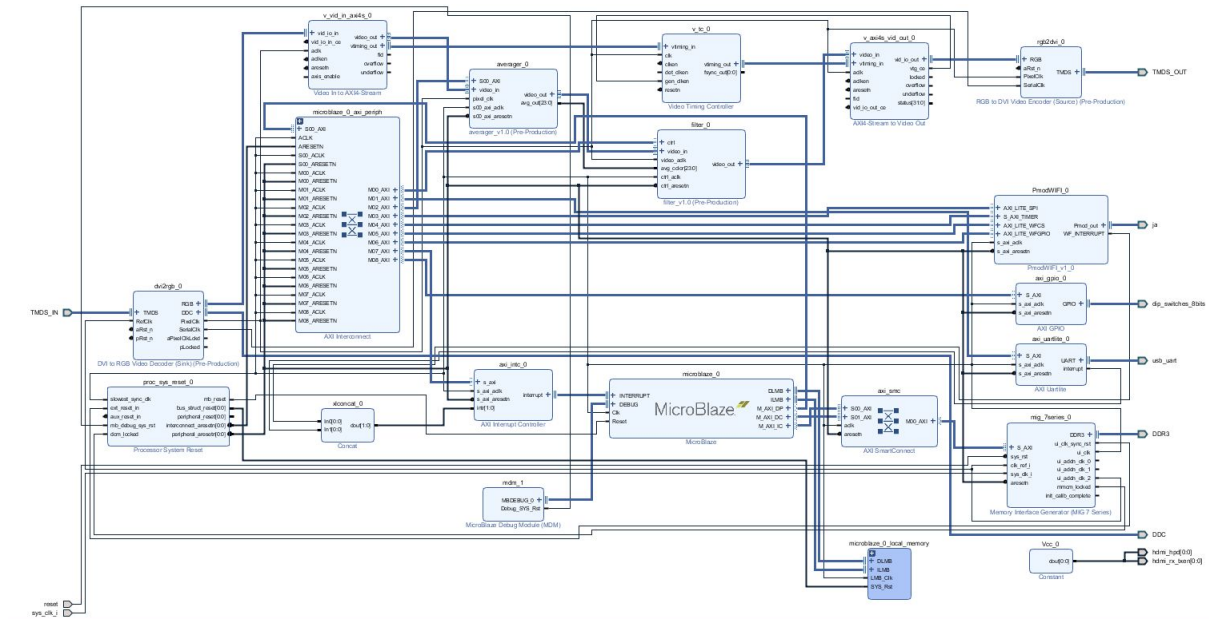 v_vid_in_axi4s_0
vid_io_in
vid_io_in_ce
aclk
aclken
aresetn
axis_enable
video_out
vtiming_out
fid
overflow
underflow
Video In to AXI4-Stream
averager_0
S00_AXI
video_in
pixel_clk
s00_axi_aclk
s00_axi_aresetn
video_out
avg_out[23:0]
averager_v1.0 (Pre-Production)
v_tc_0
vtiming_in
clk
clken
det_clken
gen_clken
resetn
vtiming_out
fsync_out[0:0]
Video Timing Controller
v_axi4s_vid_out_0
video_in
vtiming_in
aclk
aclken
aresetn
fid
vid_io_out_ce
vid_io_out
vtg_ce
locked
overflow
underflow
status[31:0]
AXI4-Stream to Video Out
rgb2dvi_0
RGB
aRst_n
PixelClk
SerialClk
TMDS
RGB to DVI Video Encoder (Source) (Pre-Production)
TMDS_OUT
microblaze_0_axi_periph
S00_AXI
ACLK
ARESETN
S00_ACLK
S00_ARESETN
M00_ACLK
M00_ARESETN
M01_ACLK
M01_ARESETN
M02_ACLK
M02_ARESETN
M03_ACLK
M03_ARESETN
M04_ACLK
M04_ARESETN
M05_ACLK
M05_ARESETN
M06_ACLK
M06_ARESETN
M07_ACLK
M07_ARESETN
M08_ACLK
M08_ARESETN
M00_AXI
M01_AXI
M02_AXI
M03_AXI
M04_AXI
M05_AXI
M06_AXI
M07_AXI
M08_AXI
AXI Interconnect
filter_0
ctrl
video_in
video_aclk
avg_color[23:0]
ctrl_aclk
ctrl_aresetn
video_out
filter_v1.0 (Pre-Production)
PmodWIFI_0
AXI_LITE_SPI
S_AXI_TIMER
AXI_LITE_WFCS
AXI_LITE_WFGPIO
s_axi_aclk
s_axi_aresetn
Pmod_out
WF_INTERRUPT
PmodWIFI_v1_0
ja
axi_gpio_0
S_AXI
s_axi_aclk
s_axi_aresetn
GPIO
AXI GPIO
dip_switches_8bits
TMDS_IN
dvi2rgb_0
TMDS
RefClk
aRst_n
pRst_n
RGB
DDC
PixelClk
SerialClk
aPixelClkLckd
pLocked
DVI to RGB Video Decoder (Sink) (Pre-Production)
axi_uartlite_0
S_AXI
s_axi_aclk
s_axi_aresetn
UART
interrupt
AXI Uartlite
usb_uart
proc_sys_reset_0
slowest_sync_clk
ext_reset_in
aux_reset_in
mb_debug_sys_rst
dcm_locked
mb_reset
bus_struct_reset[0:0]
peripheral_reset[0:0]
interconnect_aresetn[0:0]
peripheral_aresetn[0:0]
Processor System Reset
xlconcat_0
In0[0:0]
In1[0:0]
dout[1:0]
Concat
axi_intc_0
s_axi
s_axi_aclk
s_axi_aresetn
intr[1:0]
interrupt
AXI Interrupt Controller
microblaze_0
INTERRUPT
DEBUG
Clk
Reset
MicroBlaze
DLMB
ILMB
M_AXI_DP
M_AXI_DC
M_AXI_IC
MicroBlaze
axi_smc
S00_AXI
S01_AXI
aclk
aresetn
M00_AXI
AXI SmartConnect
mig_7series_0
S_AXI
sys_rst
clk_ref_i
sys_clk_i
aresetn
DDR3
ui_clk_sync_rst
ui_clk
ui_addn_clk_0
ui_addn_clk_1
ui_addn_clk_2
mmcm_locked
init_calib_complete
Memory Interface Generator (MIG 7 Series)
DDR3
mdm_1
MBDEBUG_0
Debug_SYS_Rst
MicroBlaze Debug Module (MDM)
DDC
microblaze_0_local_memory
DLMB
ILMB
LMB_Clk
SYS_Rst
Vcc_0
dout[0:0]
Constant
hdmi_hpd[0:0]
hdmi_rx_txen[0:0]
reset
sys_clk_i